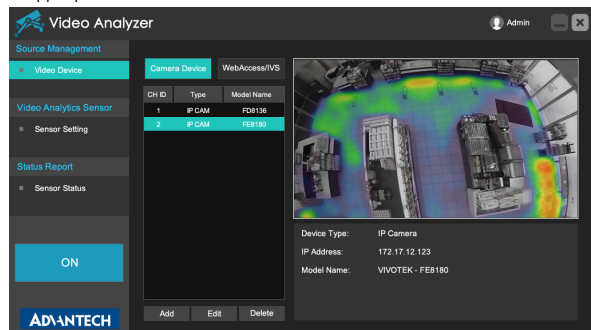 Video Analyzer
Admin
Source Management
Video Device
Video Analytics Sensor
Sensor Setting
Status Report
Sensor Status
ON
ADVANTECH
Camera Device WebAccess/IVS
CH ID Type Model Name
1 IP CAM FD8136
2 IP CAM FE8180
Add Edit Delete
Device Type: IP Camera
IP Address: 172.17.12.123
Model Name: VIVOTEK - FE8180